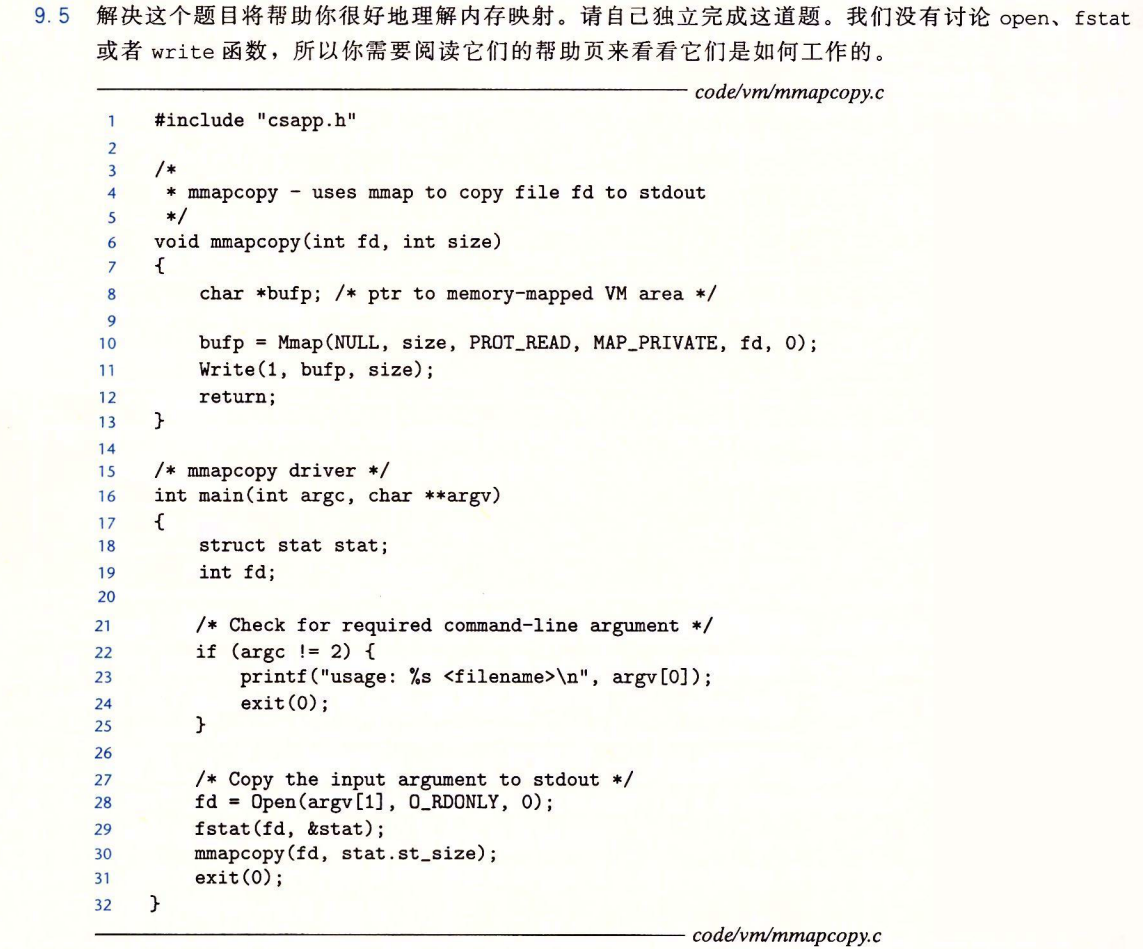 9.5 解决这个题目将帮助你很好地理解内存映射。请自己独立完成这道题。我们没有讨论 open、fstat
或者 write 函数，所以你需要阅读它们的帮助页来看看它们是如何工作的。
code/vm/mmapcopy.c
1 #include "csapp.h"
2
3 /*
4  * mmapcopy - uses mmap to copy file fd to stdout
5  */
6 void mmapcopy(int fd, int size)
7 {
8     char *bufp; /* ptr to memory-mapped VM area */
9
10     bufp = Mmap(NULL, size, PROT_READ, MAP_PRIVATE, fd, 0);
11     Write(1, bufp, size);
12     return;
13 }
14
15 /* mmapcopy driver */
16 int main(int argc, char **argv)
17 {
18     struct stat stat;
19     int fd;
20
21     /* Check for required command-line argument */
22     if (argc != 2) {
23         printf("usage: %s <filename>\n", argv[0]);
24         exit(0);
25     }
26
27     /* Copy the input argument to stdout */
28     fd = Open(argv[1], O_RDONLY, 0);
29     fstat(fd, &stat);
30     mmapcopy(fd, stat.st_size);
31     exit(0);
32 }
code/vm/mmapcopy.c